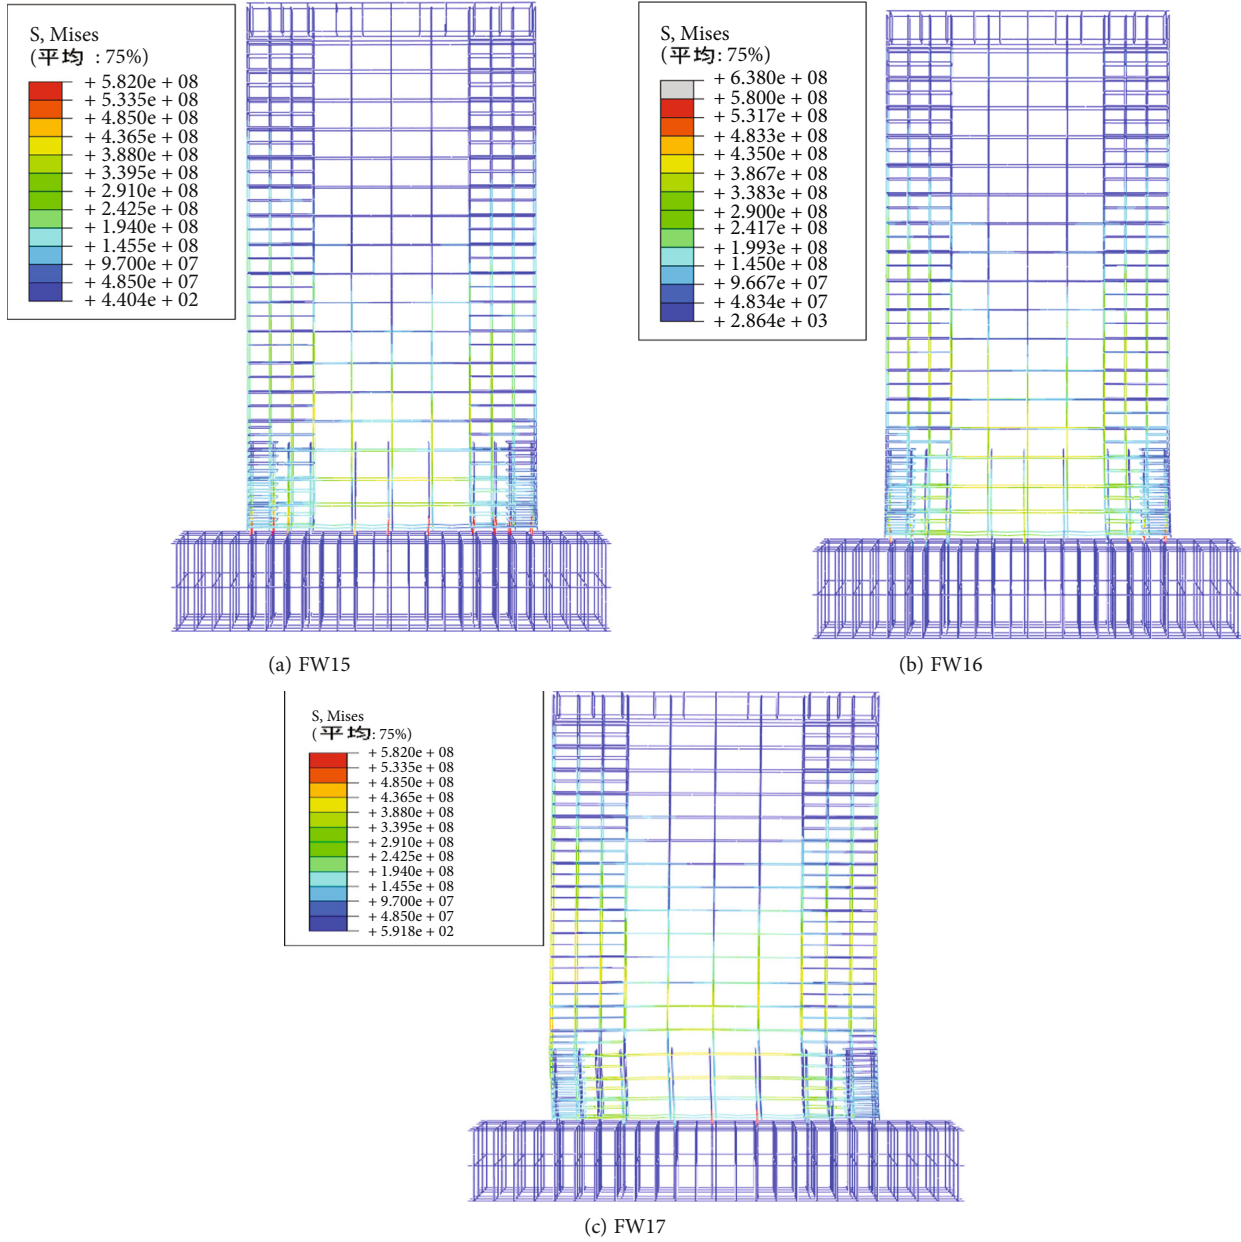 S, Mises
(平均 : 75%)
+ 5.820e + 08
+ 5.335e + 08
+ 4.850e + 08
+ 4.365e + 08
+ 3.880e + 08
+ 3.395e + 08
+ 2.910e + 08
+ 2.425e + 08
+ 1.940e + 08
+ 1.455e + 08
+ 9.700e + 07
+ 4.850e + 07
+ 4.404e + 02
(a) FW15
S, Mises
(平均: 75%)
+ 6.380e + 08
+ 5.800e + 08
+ 5.317e + 08
+ 4.833e + 08
+ 4.350e + 08
+ 3.867e + 08
+ 3.383e + 08
+ 2.900e + 08
+ 2.417e + 08
+ 1.993e + 08
+ 1.450e + 08
+ 9.667e + 07
+ 4.834e + 07
+ 2.864e + 03
(b) FW16
S, Mises
(平均: 75%)
+ 5.820e + 08
+ 5.335e + 08
+ 4.850e + 08
+ 4.365e + 08
+ 3.880e + 08
+ 3.395e + 08
+ 2.910e + 08
+ 2.425e + 08
+ 1.940e + 08
+ 1.455e + 08
+ 9.700e + 07
+ 4.850e + 07
+ 5.918e + 02
(c) FW17